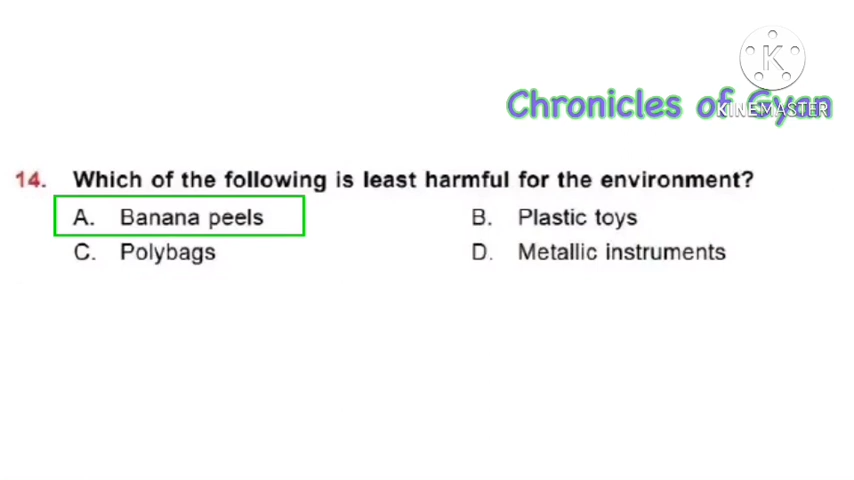 K
Chronicles of Gyan
KINEMASTER
14. Which of the following is least harmful for the environment?
A. Banana peels B. Plastic toys
C. Polybags D. Metallic instruments